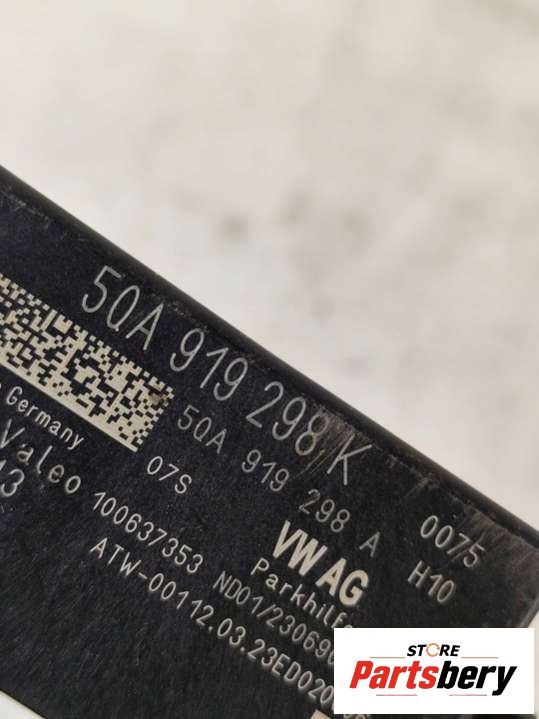 5QA 919 298 K
5QA 919 298 A
0075
H10
07S
Germany
Valeo
100637353
VW AG
Parkhilfe
ND01/23069
ATW-00112.03.23ED020
STORE
Partsbery